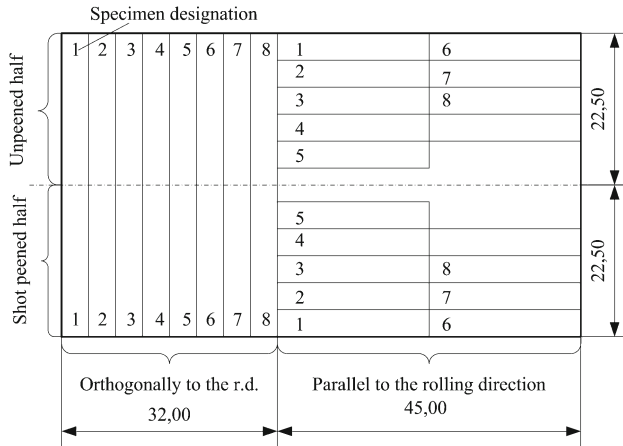 Specimen designation
Unpeened half
1 2 3 4 5 6 7 8
1 6
2 7
3 8
4
5
22,50
Shot peened half
5
4
3 8
2 7
1 6
1 2 3 4 5 6 7 8
22,50
Orthogonally to the r.d.
32,00
Parallel to the rolling direction
45,00